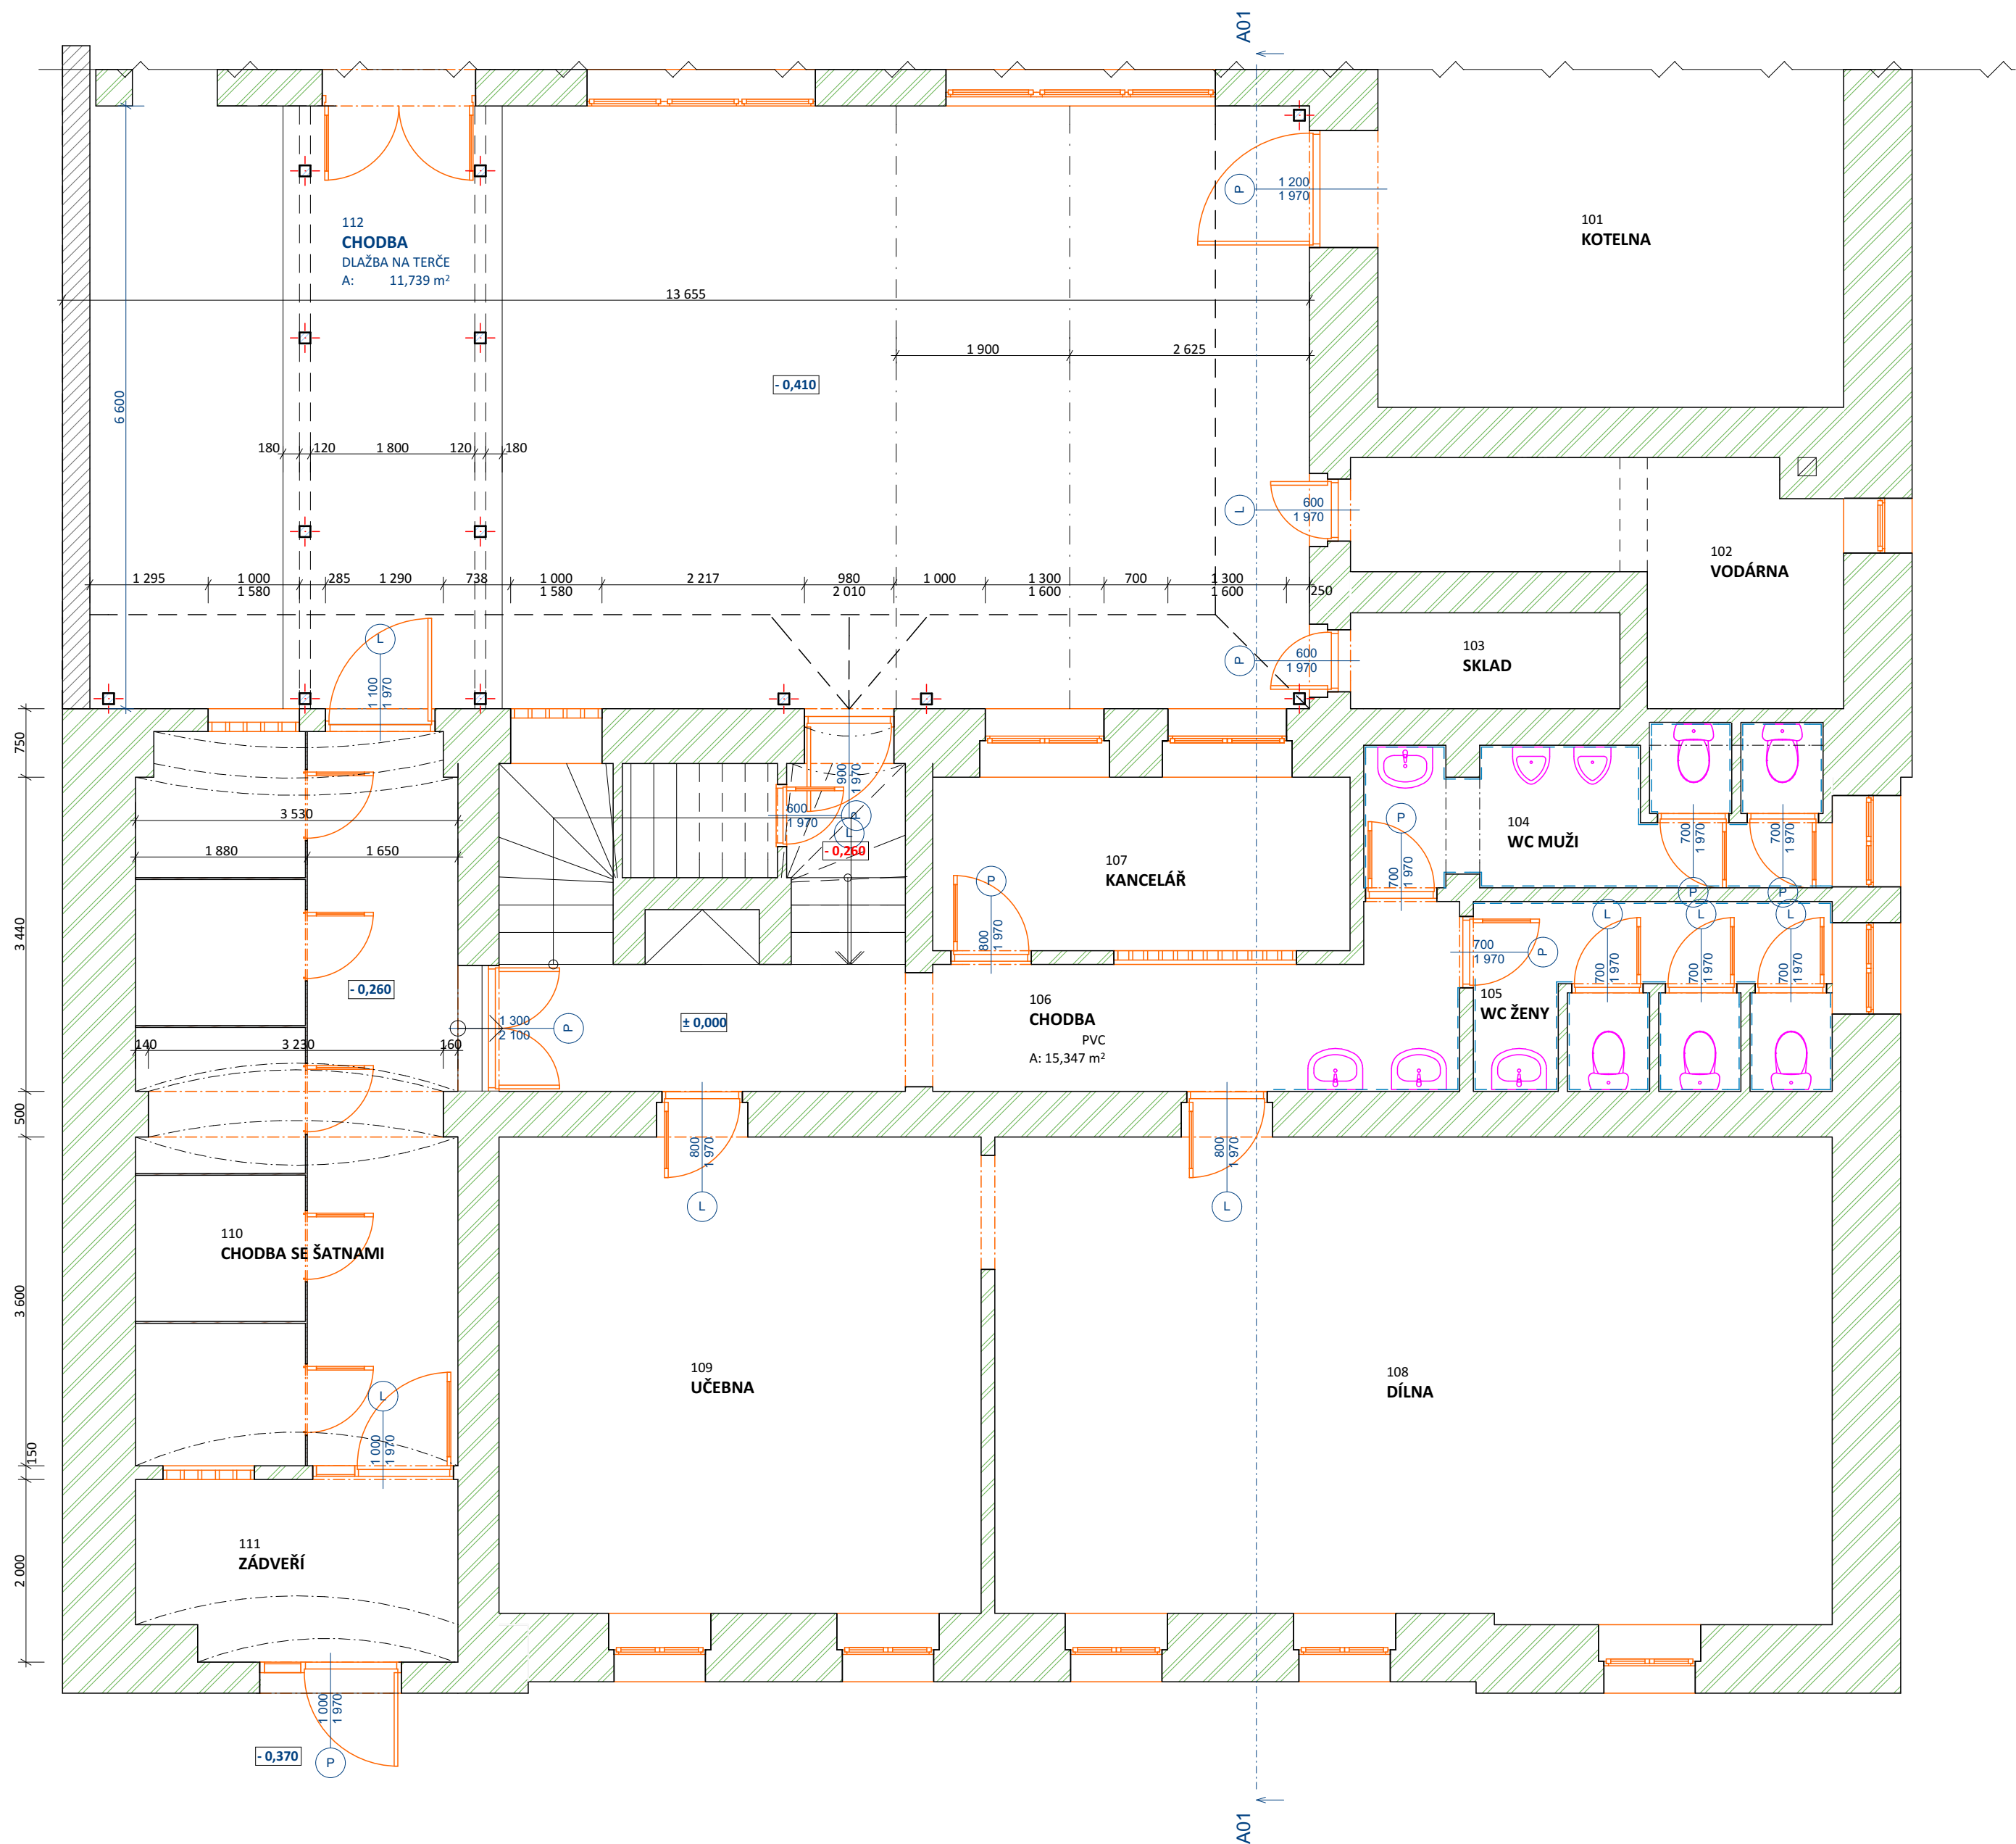 A01
P
1 200
1 970
101
KOTELNA
112
CHODBA
DLAŽBA NA TERČE
A: 11,739 m²
13 655
1 900
2 625
- 0,410
6 600
180
120
1 800
120
180
L
600
1 970
102
VODÁRNA
1 295
1 000
1 580
285
1 290
738
1 000
1 580
2 217
980
2 010
1 000
1 300
1 600
700
1 300
1 600
250
L
1 100
1 970
P
600
1 970
103
SKLAD
750
3 530
1 880
1 650
900
1 970
P
600
1 970
L
- 0,260
107
KANCELÁŘ
P
800
1 970
P
700
1 970
104
WC MUŽI
700
1 970
P
700
1 970
P
3 440
- 0,260
L
L
L
700
1 970
P
700
1 970
700
1 970
700
1 970
105
WC ŽENY
140
3 230
160
1 300
2 100
P
± 0,000
106
CHODBA
PVC
A: 15,347 m²
500
800
1 970
L
800
1 970
L
110
CHODBA SE ŠATNAMI
3 600
109
UČEBNA
108
DÍLNA
L
1 000
1 970
150
111
ZÁDVEŘÍ
2 000
1 000
1 970
P
- 0,370
A01